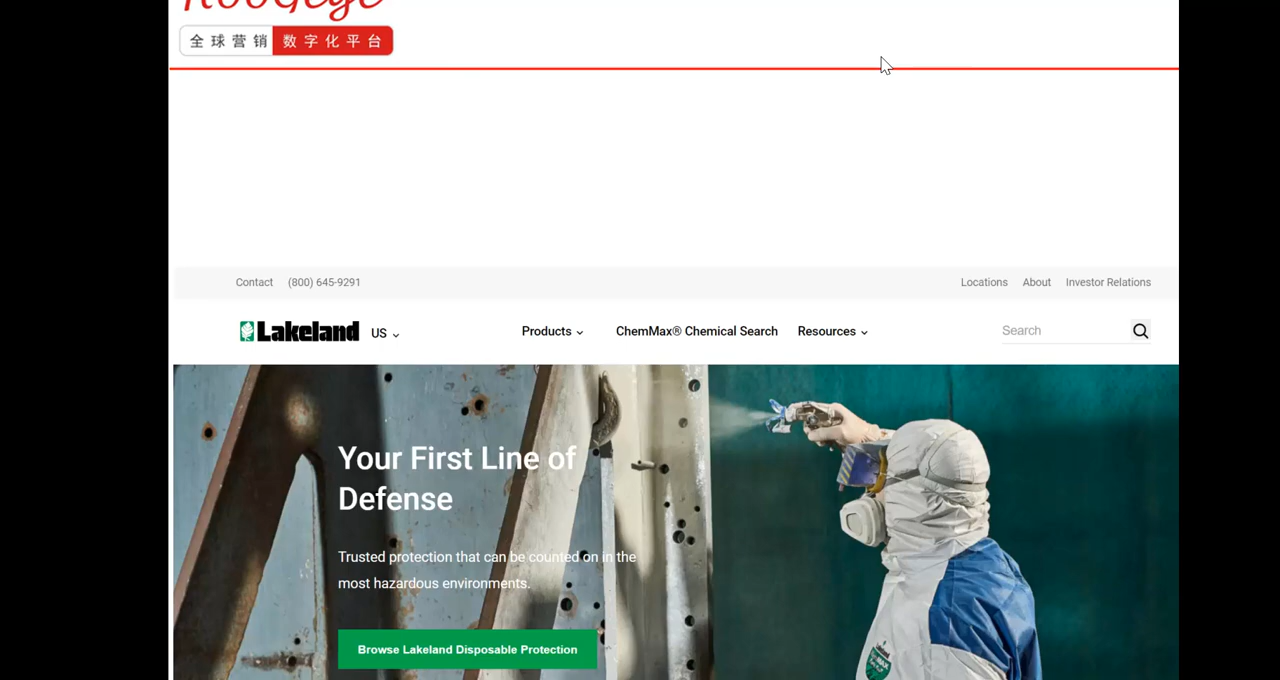 全球营销 数字化平台
Contact (800) 645-9291 Locations About Investor Relations
Lakeland US Products ChemMax® Chemical Search Resources Search
Your First Line of
Defense
Trusted protection that can be counted on in the
most hazardous environments.
Browse Lakeland Disposable Protection